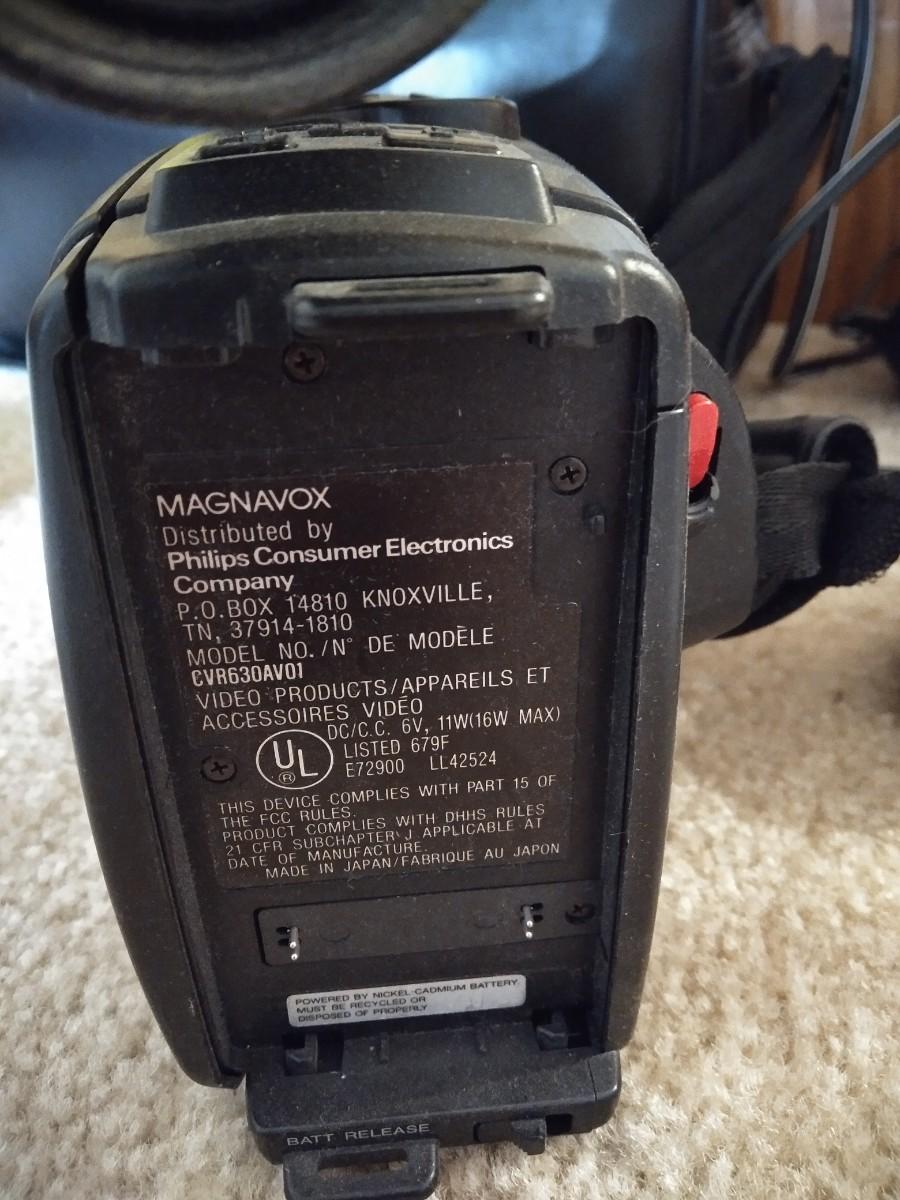 MAGNAVOX
Distributed by
Philips Consumer Electronics
Company
P.O.BOX 14810 KNOXVILLE,
TN, 37914-1810
MODEL NO./N° DE MODÈLE
CVR630AV01
VIDEO PRODUCTS/APPAREILS ET
ACCESSOIRES VIDÉO
DC/C.C. 6V, 11W(16W MAX)
UL ® LISTED 679F
E72900 LL42524
THIS DEVICE COMPLIES WITH PART 15 OF
THE FCC RULES.
PRODUCT COMPLIES WITH DHHS RULES
21 CFR SUBCHAPTER J APPLICABLE AT
DATE OF MANUFACTURE.
MADE IN JAPAN/FABRIQUE AU JAPON
POWERED BY NICKEL-CADMIUM BATTERY
MUST BE RECYCLED OR
DISPOSED OF PROPERLY
BATT RELEASE